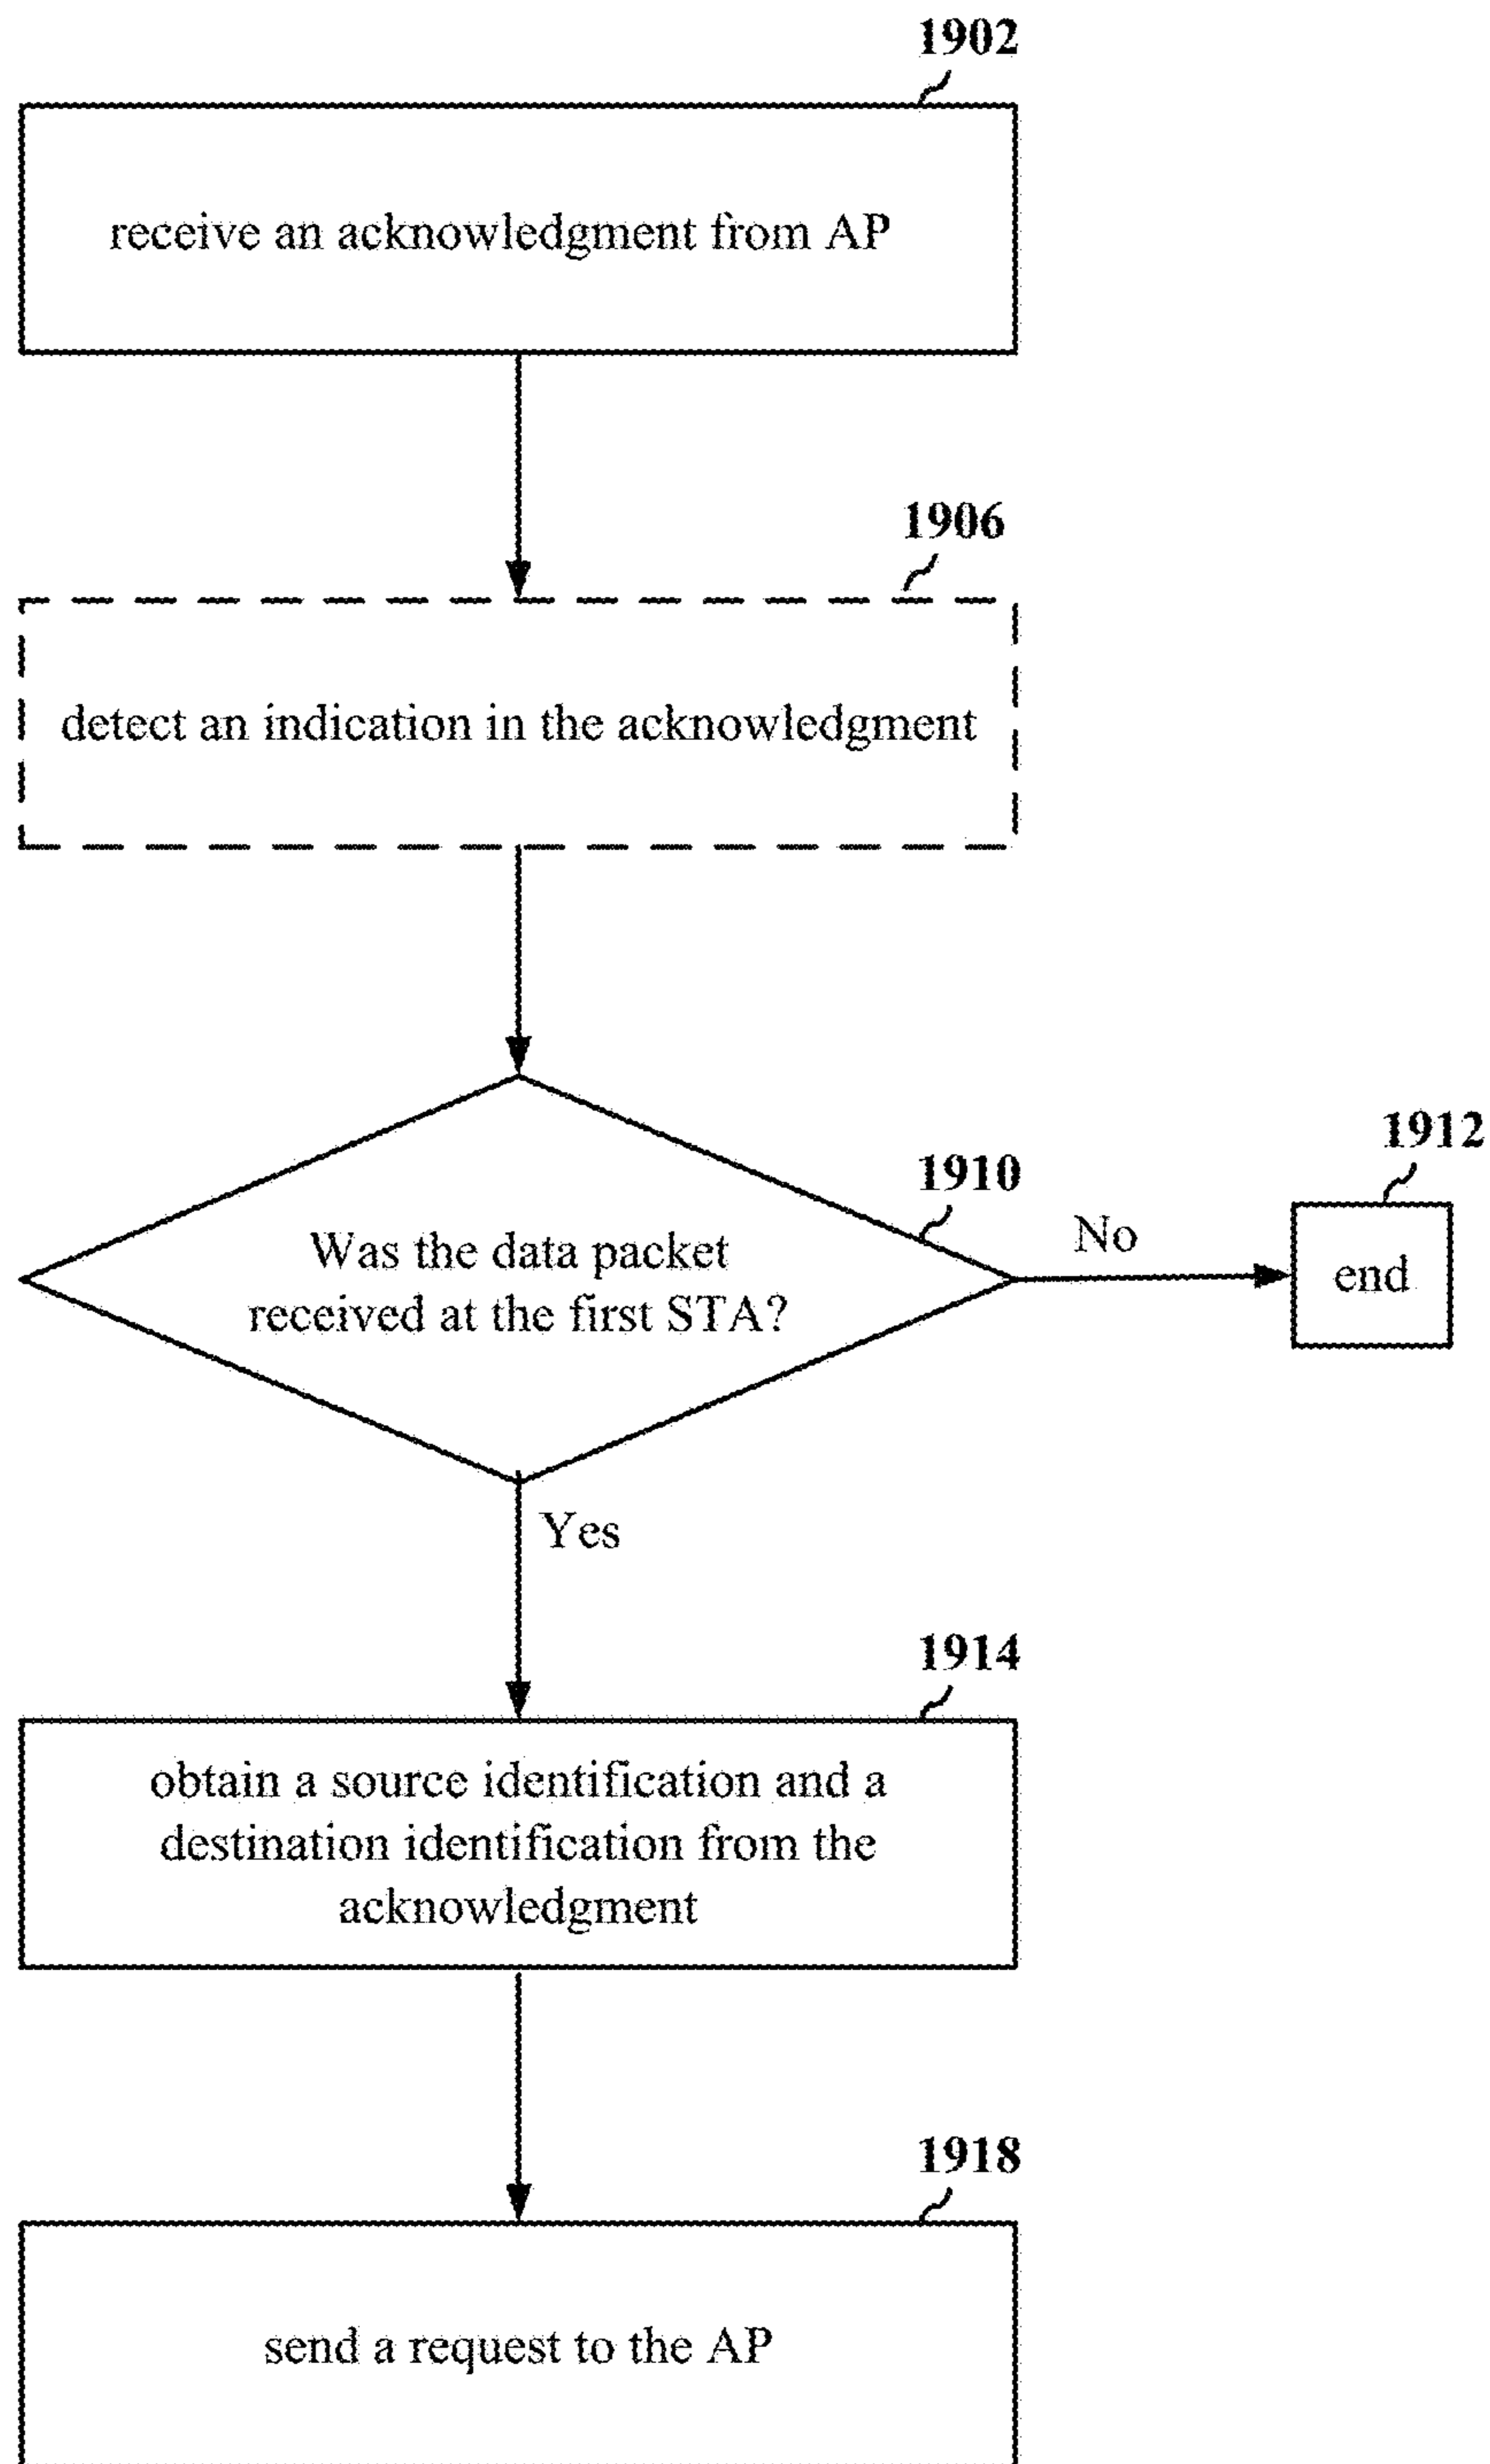 1902
receive an acknowledgment from AP
1906
detect an indication in the acknowledgment
1910
Was the data packet
received at the first STA?
No
1912
end
Yes
1914
obtain a source identification and a
destination identification from the
acknowledgment
1918
send a request to the AP